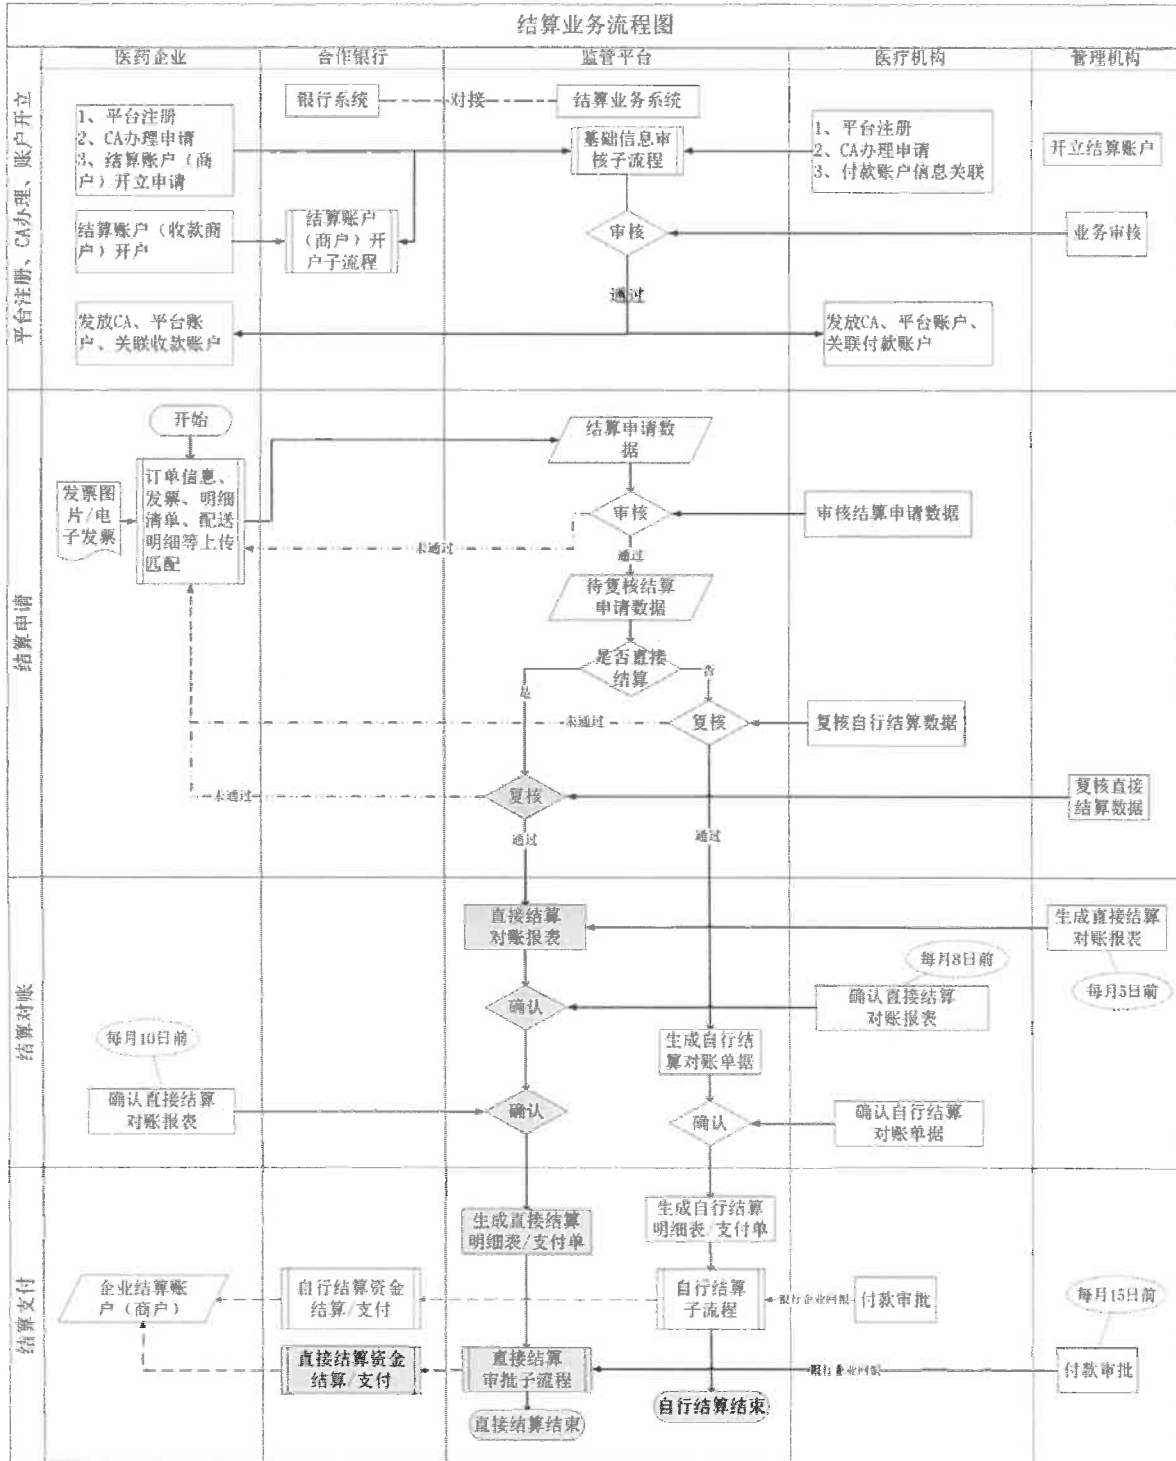 结算业务流程图
医药企业
合作银行
监管平台
医疗机构
管理机构
平台注册、CA办理、账户开立
银行系统
对接
结算业务系统
1、平台注册
2、CA办理申请
3、结算账户（商
户）开立申请
基础信息审
核子流程
1、平台注册
2、CA办理申请
3、付款账户信息关联
开立结算账户
结算账户（收款商
户）开户
结算账户
（商户）开
户子流程
审核
业务审核
通过
发放CA、平台账
户、关联收款账户
发放CA、平台账户、
关联付款账户
结算申请
开始
结算申请数
据
发票图
片/电
子发票
订单信息、
发票、明细
清单、配送
明细等上传
匹配
审核
审核结算申请数据
未通过
通过
待复核结算
申请数据
是否直接
结算
是
否
未通过
复核
复核自行结算数据
未通过
复核
复核直接
结算数据
通过
通过
结算对账
直接结算
对账报表
生成直接结算
对账报表
每月8日前
每月5日前
确认
确认直接结算
对账报表
每月10日前
生成自行结
算对账单据
确认直接结算
对账报表
确认
确认
确认自行结算
对账单据
结算支付
生成直接结算
明细表/支付单
生成自行结算
明细表/支付单
企业结算账
户（商户）
自行结算资金
结算/支付
自行结算
子流程
银行企业网银
付款审批
每月15日前
直接结算资金
结算/支付
直接结算
审批子流程
银行企业网银
付款审批
直接结算结束
自行结算结束